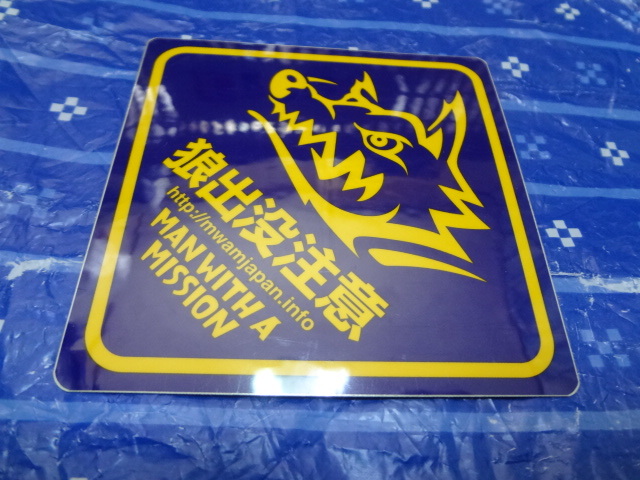 狼出没注意
http://mwamjapan.info
MAN WITH A
MISSION